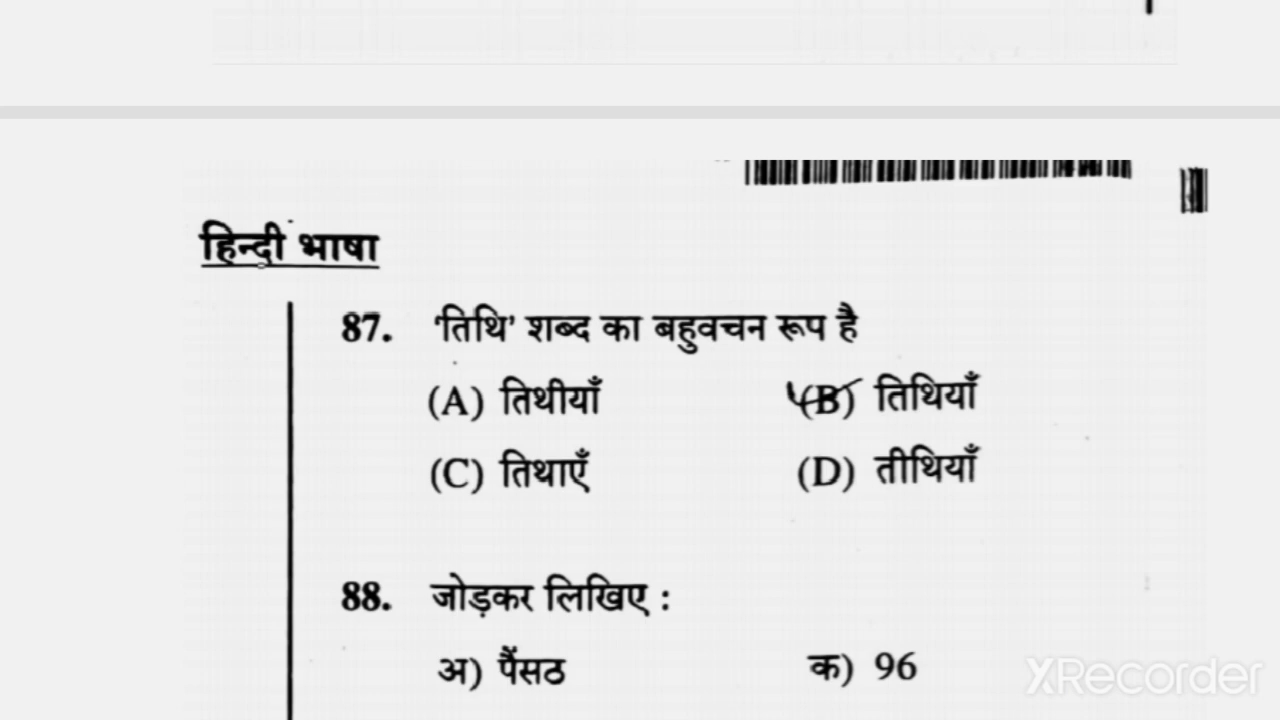 हिन्दी भाषा
87. 'तिथि' शब्द का बहुवचन रूप है
(A) तिथीयाँ (B) तिथियाँ
(C) तिथाएँ (D) तीथियाँ
88. जोड़कर लिखिए :
अ) पैंसठ क) 96
XRecorder